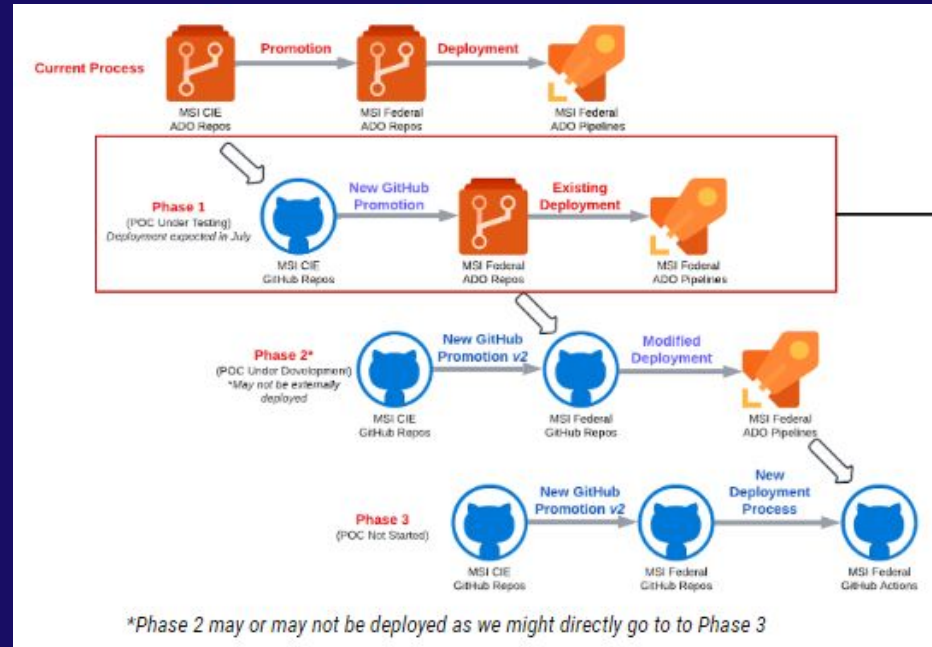 Current Process
Promotion
Deployment
MSI CIE
ADO Repos
MSI Federal
ADO Repos
MSI Federal
ADO Pipelines
Phase 1
(POC Under Testing)
Deployment expected in July
New GitHub
Promotion
Existing
Deployment
MSI CIE
GitHub Repos
MSI Federal
ADO Repos
MSI Federal
ADO Pipelines
Phase 2*
(POC Under Development)
*May not be externally
deployed
New GitHub
Promotion v2
Modified
Deployment
MSI CIE
GitHub Repos
MSI Federal
GitHub Repos
MSI Federal
ADO Pipelines
Phase 3
(POC Not Started)
New GitHub
Promotion v2
New
Deployment
Process
MSI CIE
GitHub Repos
MSI Federal
GitHub Repos
MSI Federal
GitHub Actions
*Phase 2 may or may not be deployed as we might directly go to to Phase 3